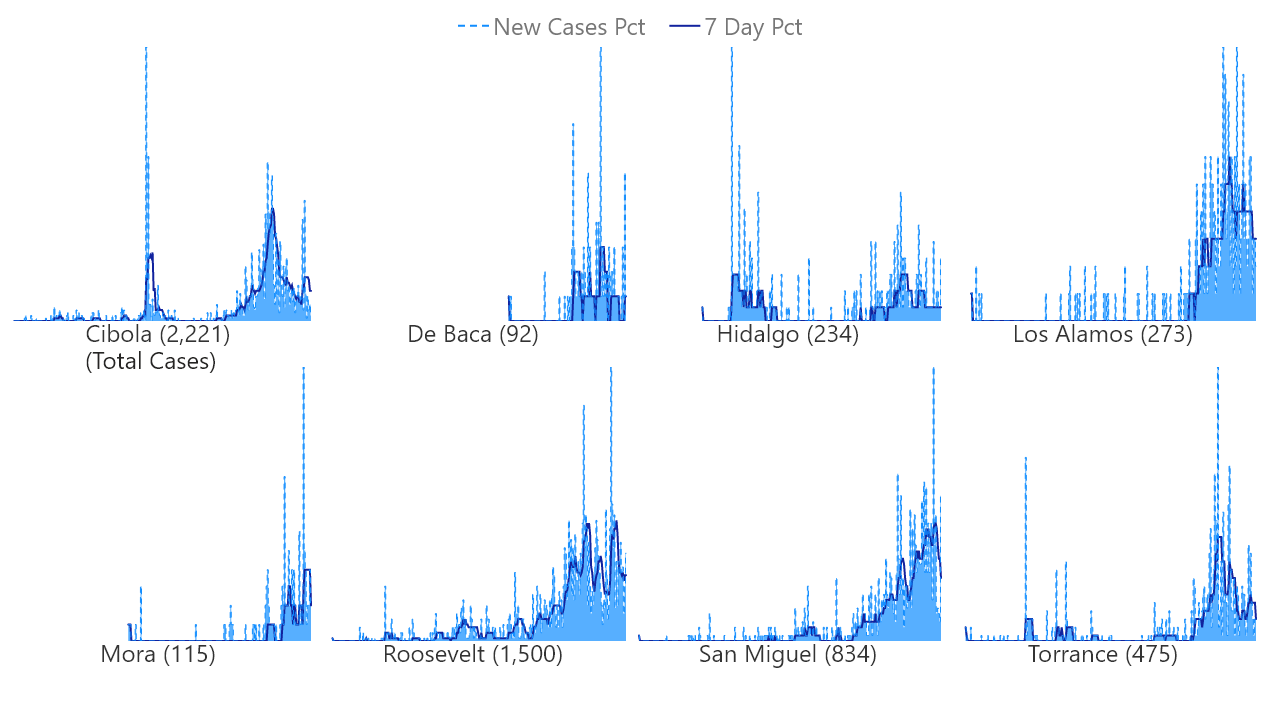 New Cases Pct 7 Day Pct
Cibola (2,221)
(Total Cases)
De Baca (92)
Hidalgo (234)
Los Alamos (273)
Mora (115)
Roosevelt (1,500)
San Miguel (834)
Torrance (475)